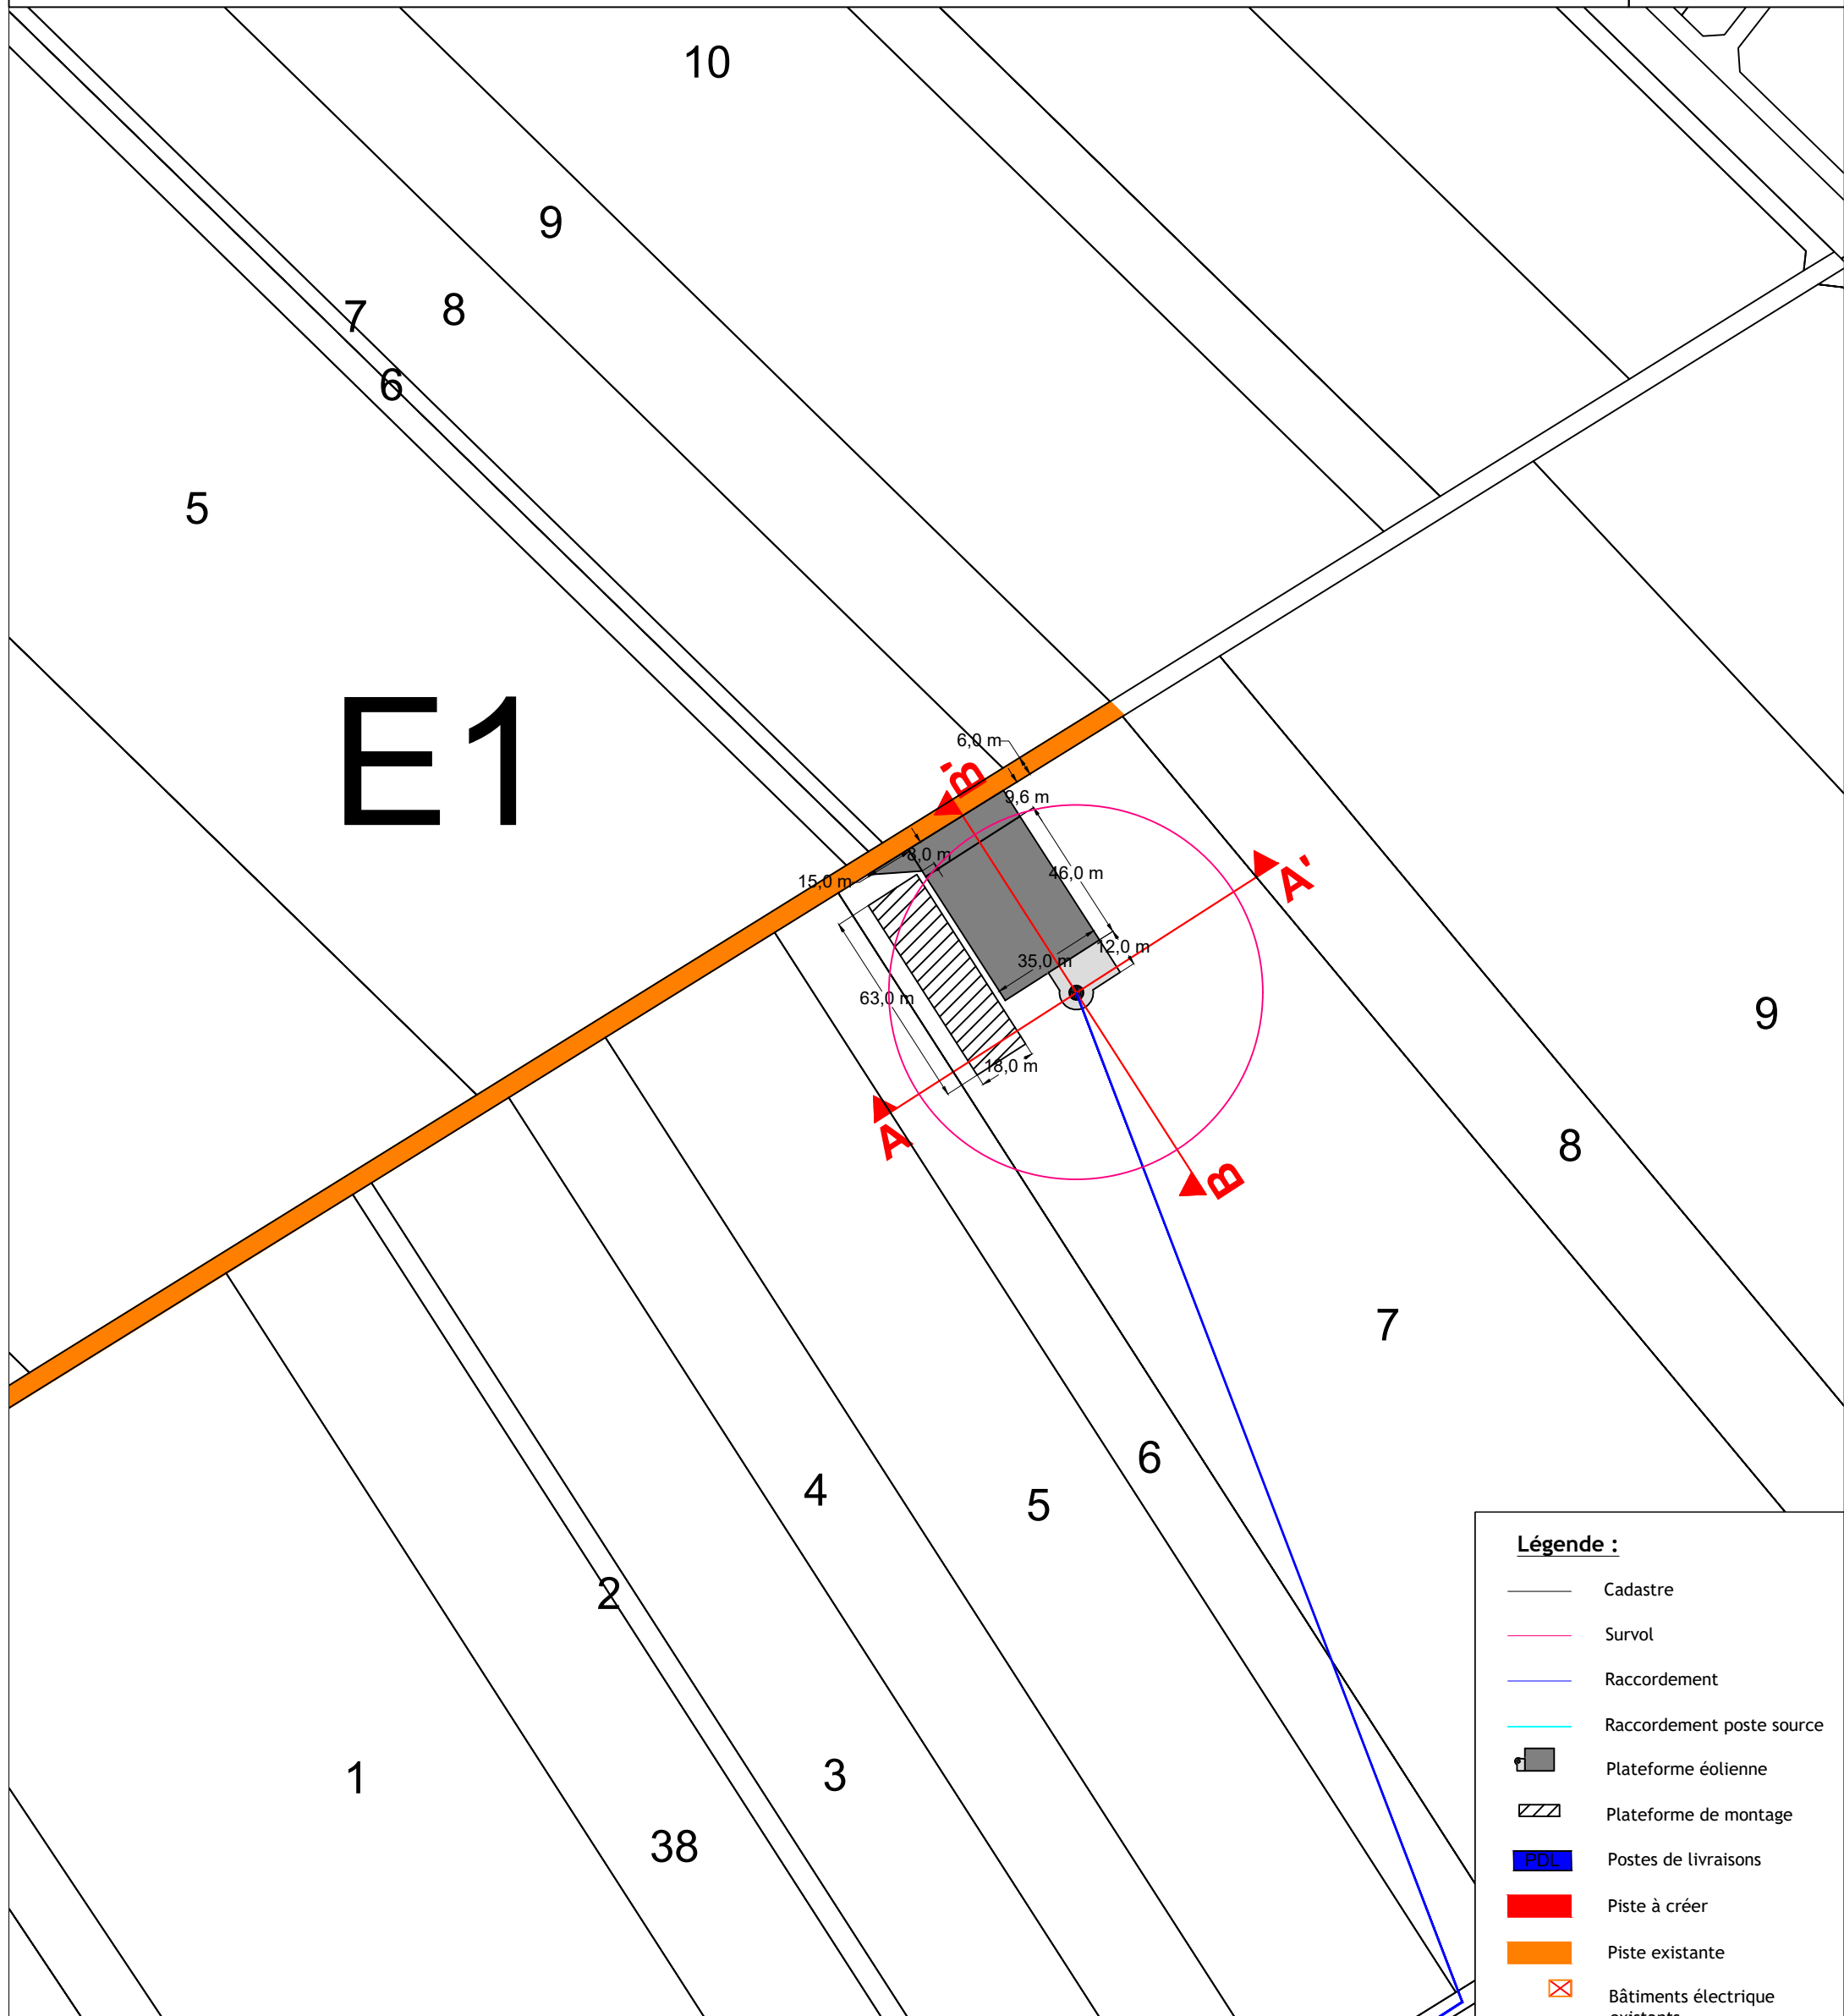 10
9
7
8
6
5
E1
6,0 m
B'
9,6 m
8,0 m
15,0 m
46,0 m
A'
12,0 m
35,0 m
63,0 m
18,0 m
A
B
9
8
7
6
4
5
2
1
3
38
Légende :
Cadastre
Survol
Raccordement
Raccordement poste source
Plateforme éolienne
Plateforme de montage
PDL
Postes de livraisons
Piste à créer
Piste existante
Bâtiments électrique
existants